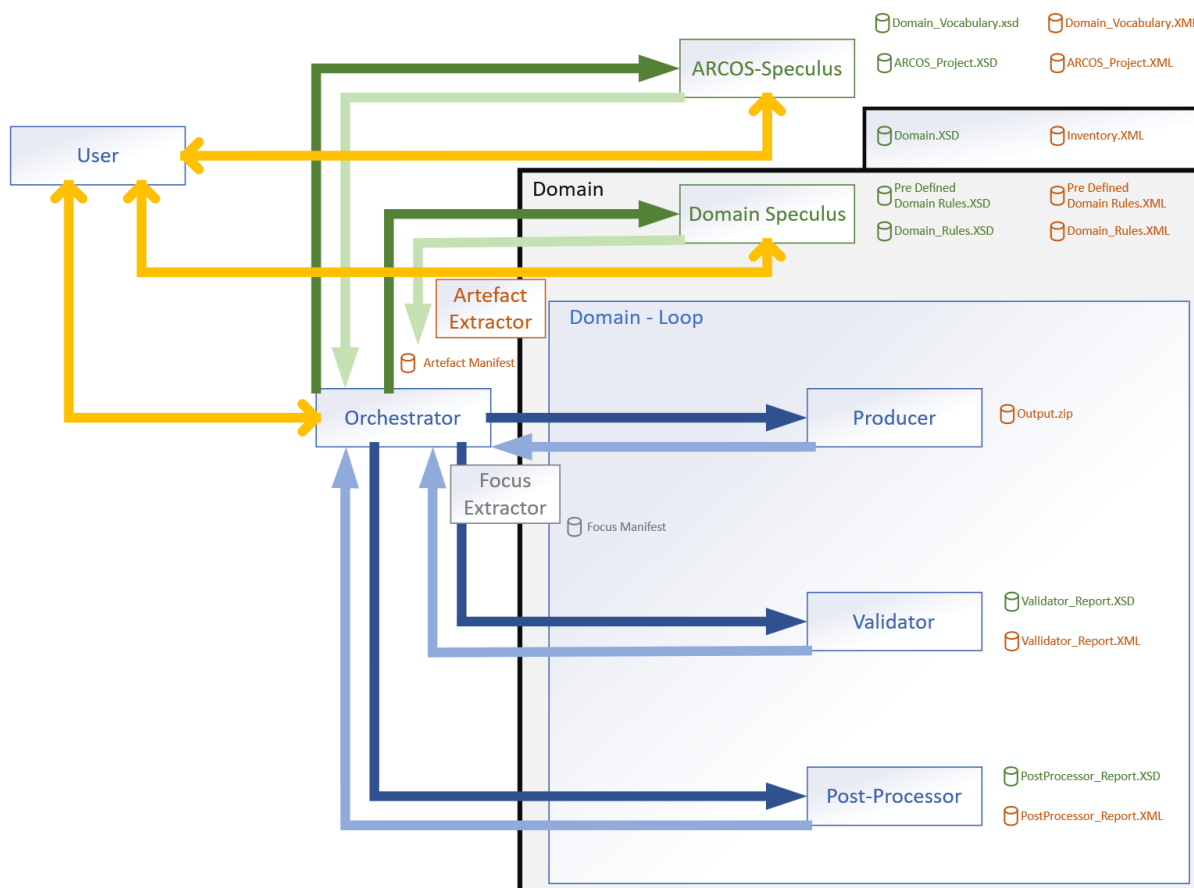 Domain_Vocabulary.xsd
Domain_Vocabulary.XML
ARCOS-Speculus
ARCOS_Project.XSD
ARCOS_Project.XML
User
Domain.XSD
Inventory.XML
Domain
Domain Speculus
Pre Defined
Domain Rules.XSD
Pre Defined
Domain Rules.XML
Domain_Rules.XSD
Domain_Rules.XML
Artefact
Extractor
Domain - Loop
Artefact Manifest
Orchestrator
Producer
Output.zip
Focus
Extractor
Focus Manifest
Validator
Validator_Report.XSD
Vallidator_Report.XML
Post-Processor
PostProcessor_Report.XSD
PostProcessor_Report.XML